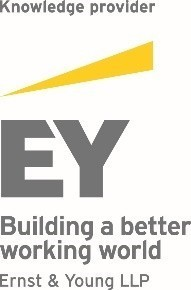 Knowledge provider
EY
Building a better
working world
Ernst & Young LLP